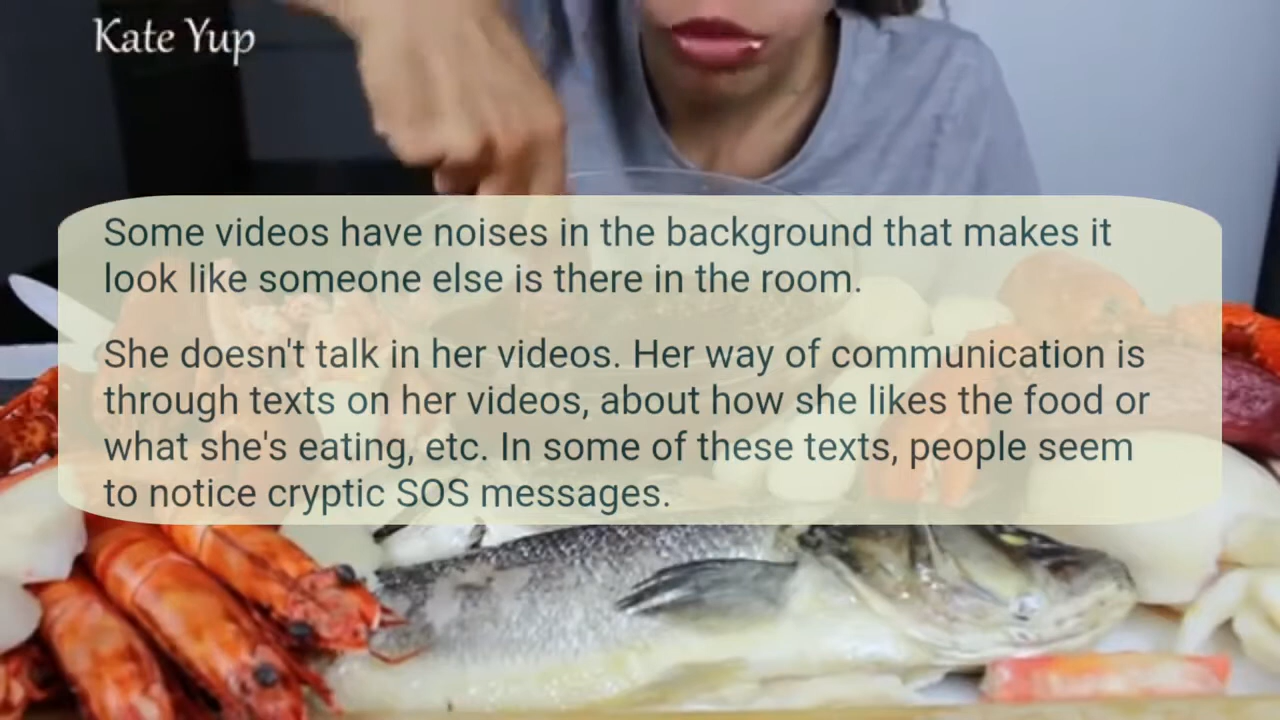 Kate Yup
Some videos have noises in the background that makes it
look like someone else is there in the room.
She doesn't talk in her videos. Her way of communication is
through texts on her videos, about how she likes the food or
what she's eating, etc. In some of these texts, people seem
to notice cryptic SOS messages.